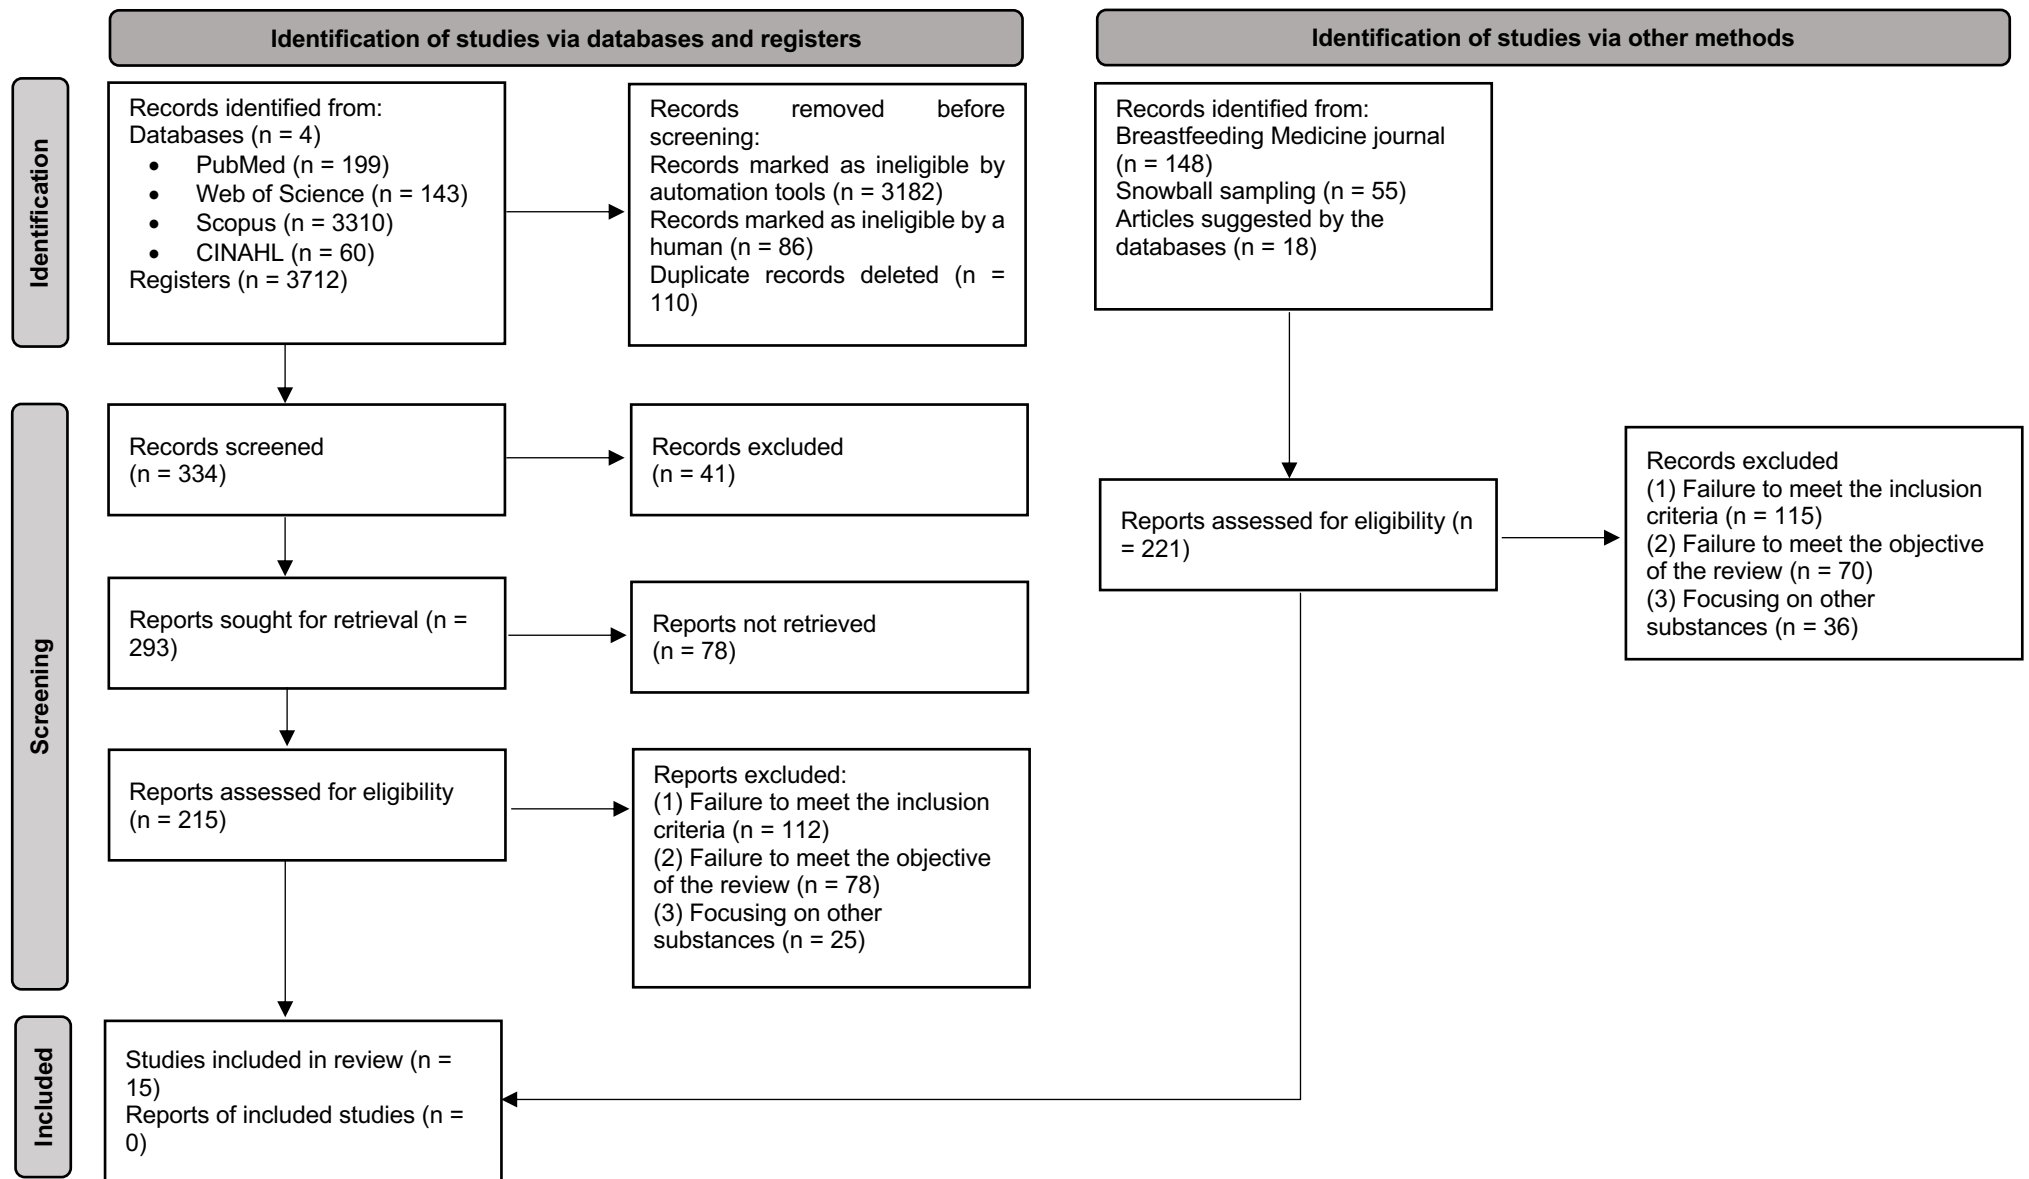 Identification of studies via databases and registers
Identification of studies via other methods
Identification
Records identified from:
Databases (n = 4)
• PubMed (n = 199)
• Web of Science (n = 143)
• Scopus (n = 3310)
• CINAHL (n = 60)
Registers (n = 3712)
Records removed before
screening:
Records marked as ineligible by
automation tools (n = 3182)
Records marked as ineligible by a
human (n = 86)
Duplicate records deleted (n =
110)
Records identified from:
Breastfeeding Medicine journal
(n = 148)
Snowball sampling (n = 55)
Articles suggested by the
databases (n = 18)
Screening
Records screened
(n = 334)
Records excluded
(n = 41)
Reports sought for retrieval (n =
293)
Reports not retrieved
(n = 78)
Reports assessed for eligibility
(n = 215)
Reports excluded:
(1) Failure to meet the inclusion
criteria (n = 112)
(2) Failure to meet the objective
of the review (n = 78)
(3) Focusing on other
substances (n = 25)
Reports assessed for eligibility (n
= 221)
Records excluded
(1) Failure to meet the inclusion
criteria (n = 115)
(2) Failure to meet the objective
of the review (n = 70)
(3) Focusing on other
substances (n = 36)
Included
Studies included in review (n =
15)
Reports of included studies (n =
0)